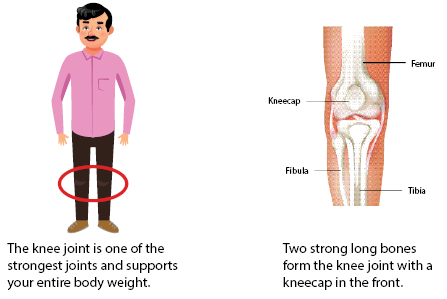 Femur
Kneecap
Fibula
Tibia
The knee joint is one of the
strongest joints and supports
your entire body weight.
Two strong long bones
form the knee joint with a
kneecap in the front.